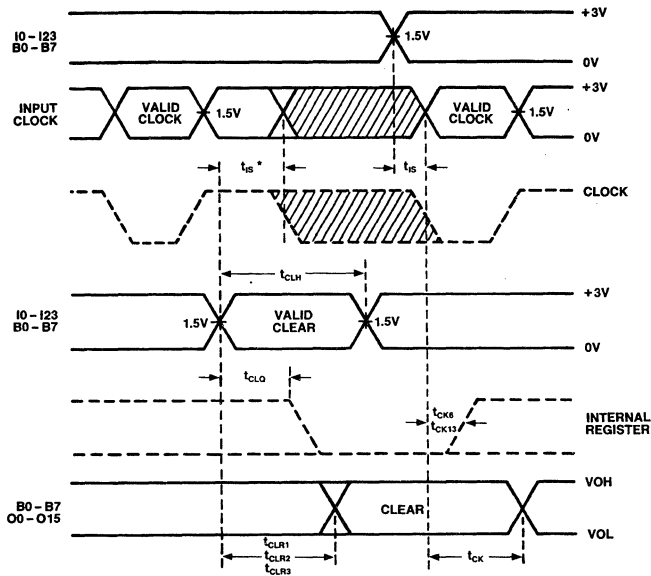 +3V
I0 – I23
B0 – B7
1.5V
0V
+3V
INPUT
CLOCK
VALID
CLOCK
1.5V
VALID
CLOCK
1.5V
0V
tIS *
tIS
CLOCK
tCLH
+3V
I0 – I23
B0 – B7
1.5V
VALID
CLEAR
1.5V
0V
tCLQ
tCK6
tCK13
INTERNAL
REGISTER
VOH
B0 – B7
O0 – O15
CLEAR
VOL
tCLR1
tCLR2
tCLR3
tCK